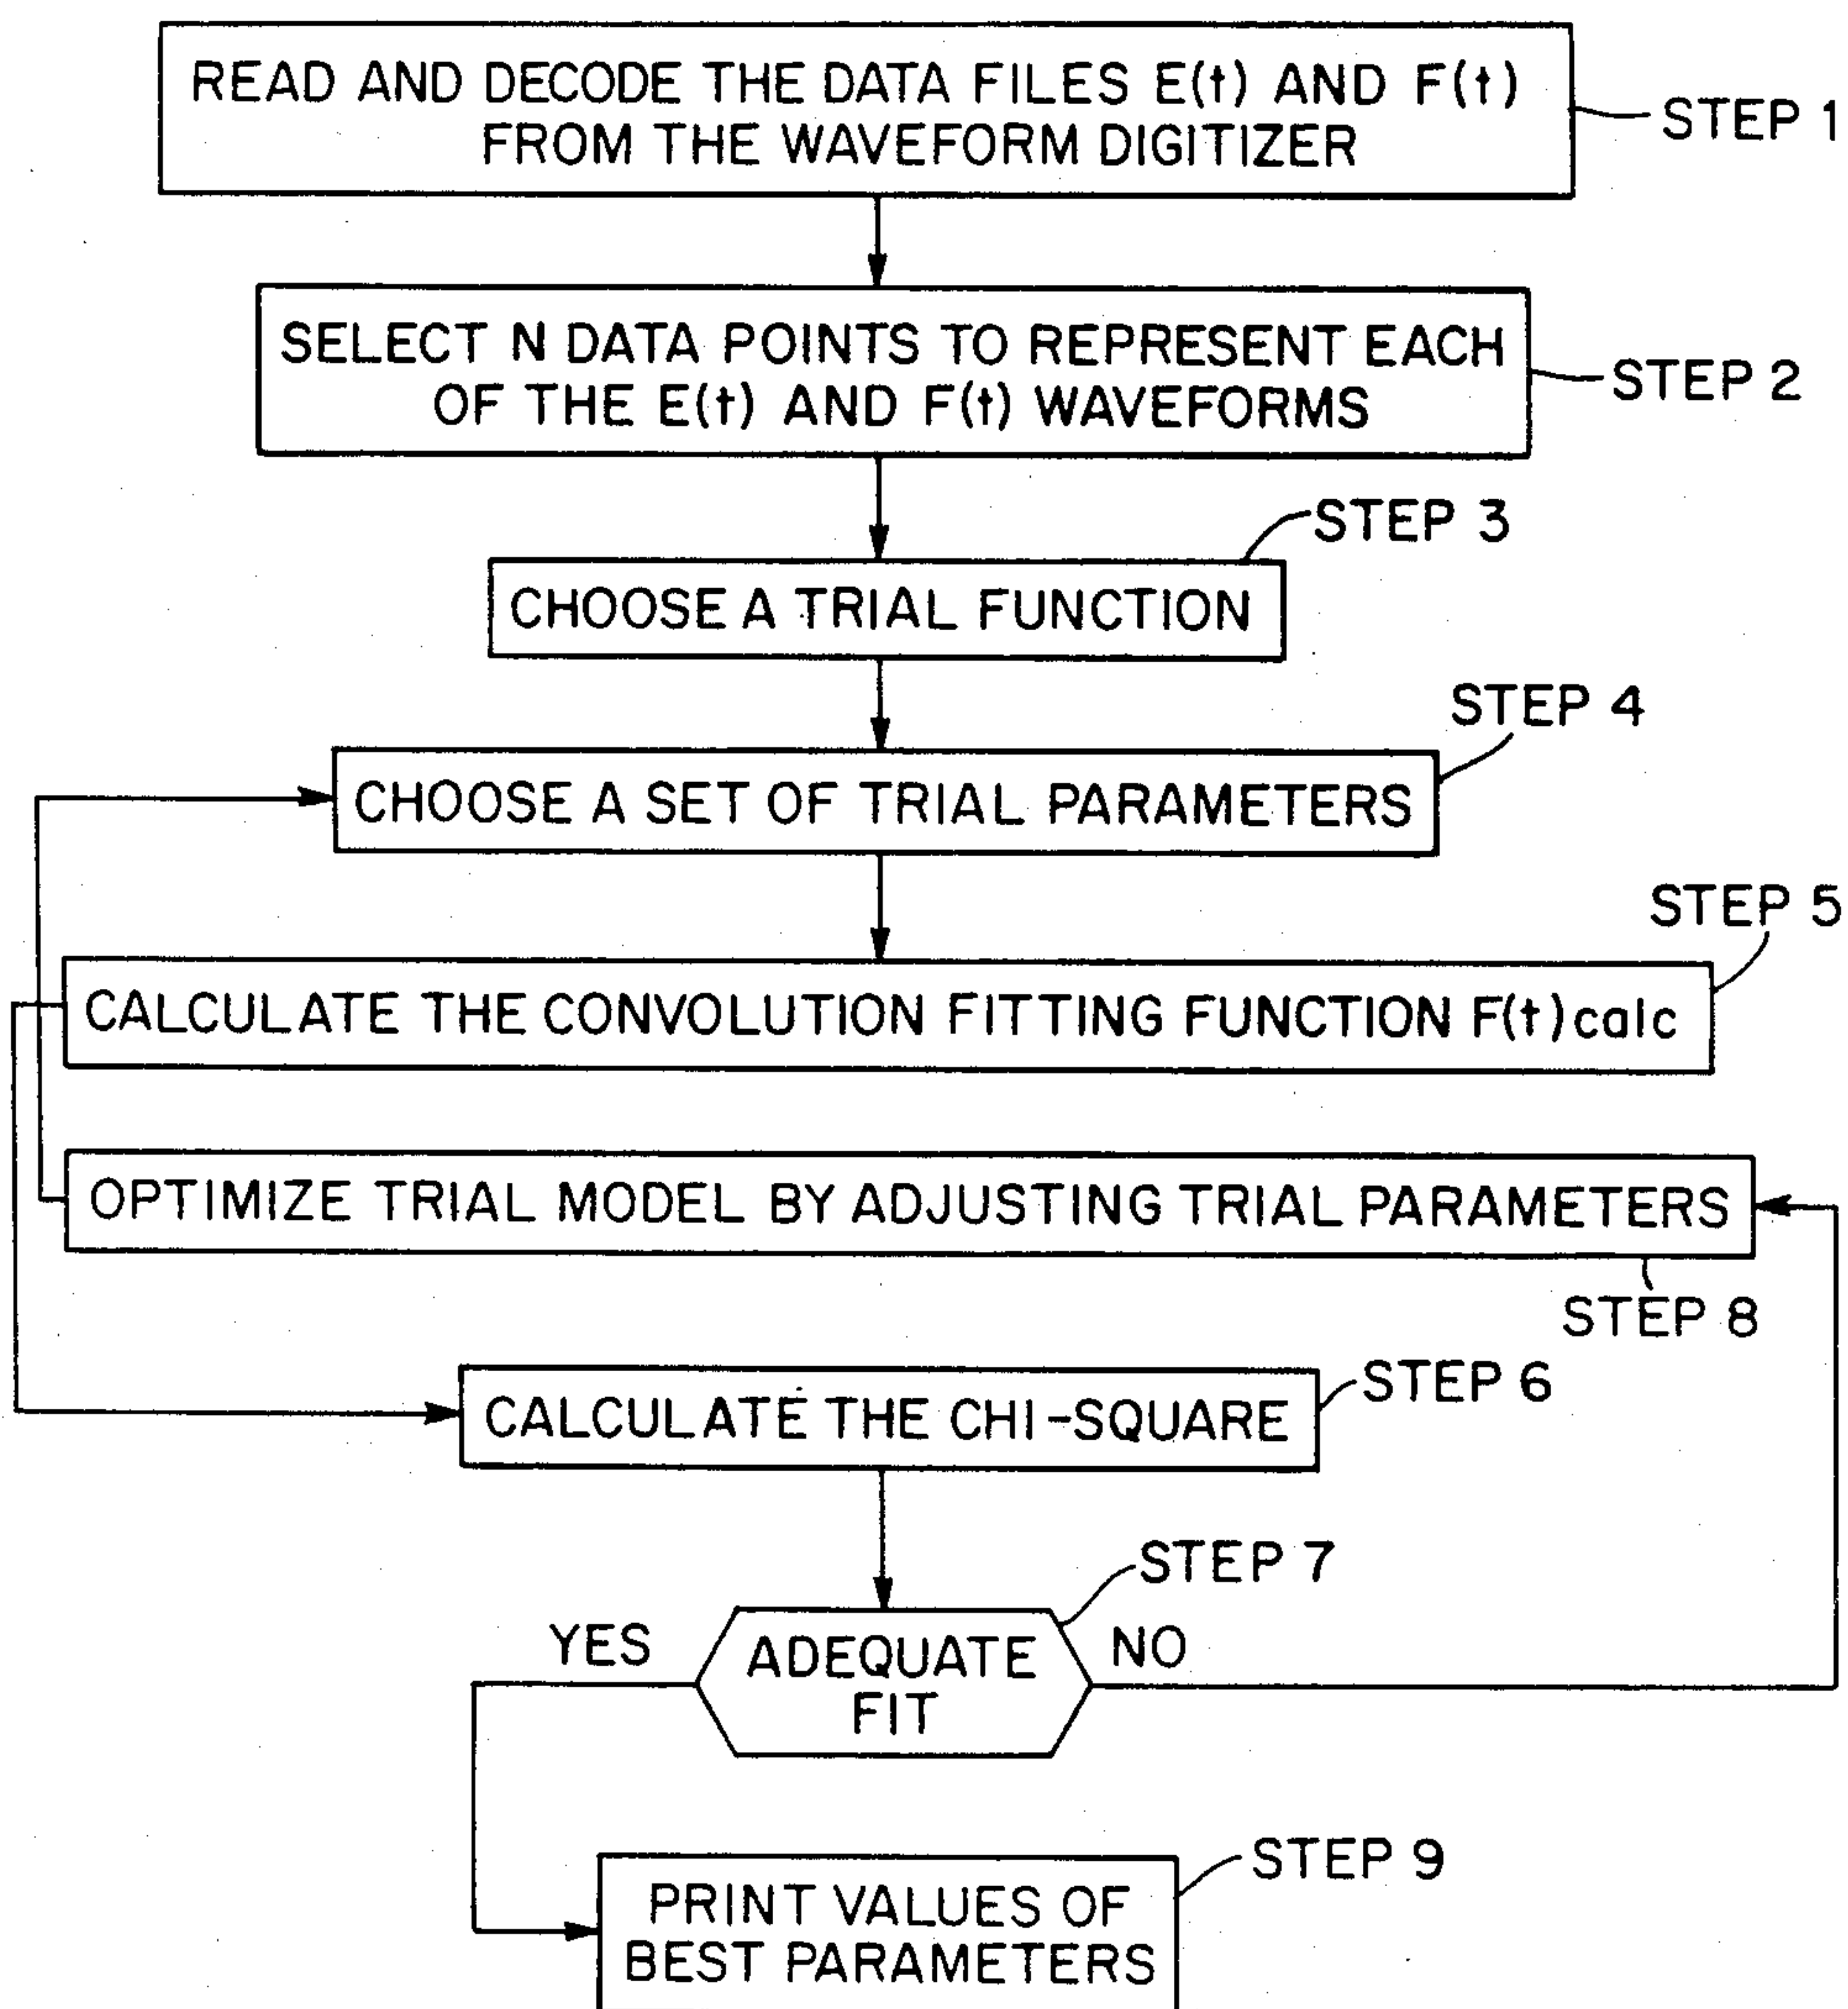 READ AND DECODE THE DATA FILES E(t) AND F(t)
FROM THE WAVEFORM DIGITIZER
STEP 1
SELECT N DATA POINTS TO REPRESENT EACH
OF THE E(t) AND F(t) WAVEFORMS
STEP 2
STEP 3
CHOOSE A TRIAL FUNCTION
STEP 4
CHOOSE A SET OF TRIAL PARAMETERS
STEP 5
CALCULATE THE CONVOLUTION FITTING FUNCTION F(t)calc
OPTIMIZE TRIAL MODEL BY ADJUSTING TRIAL PARAMETERS
STEP 8
STEP 6
CALCULATE THE CHI-SQUARE
STEP 7
YES
ADEQUATE
FIT
NO
STEP 9
PRINT VALUES OF
BEST PARAMETERS